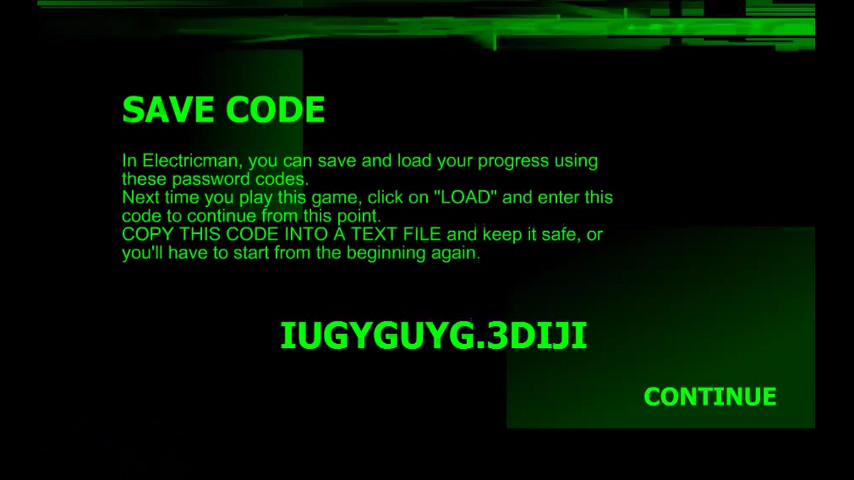 SAVE CODE
In Electricman, you can save and load your progress using
these password codes.
Next time you play this game, click on "LOAD" and enter this
code to continue from this point.
COPY THIS CODE INTO A TEXT FILE and keep it safe, or
you'll have to start from the beginning again.
IUGYGUYG.3DIJI
CONTINUE